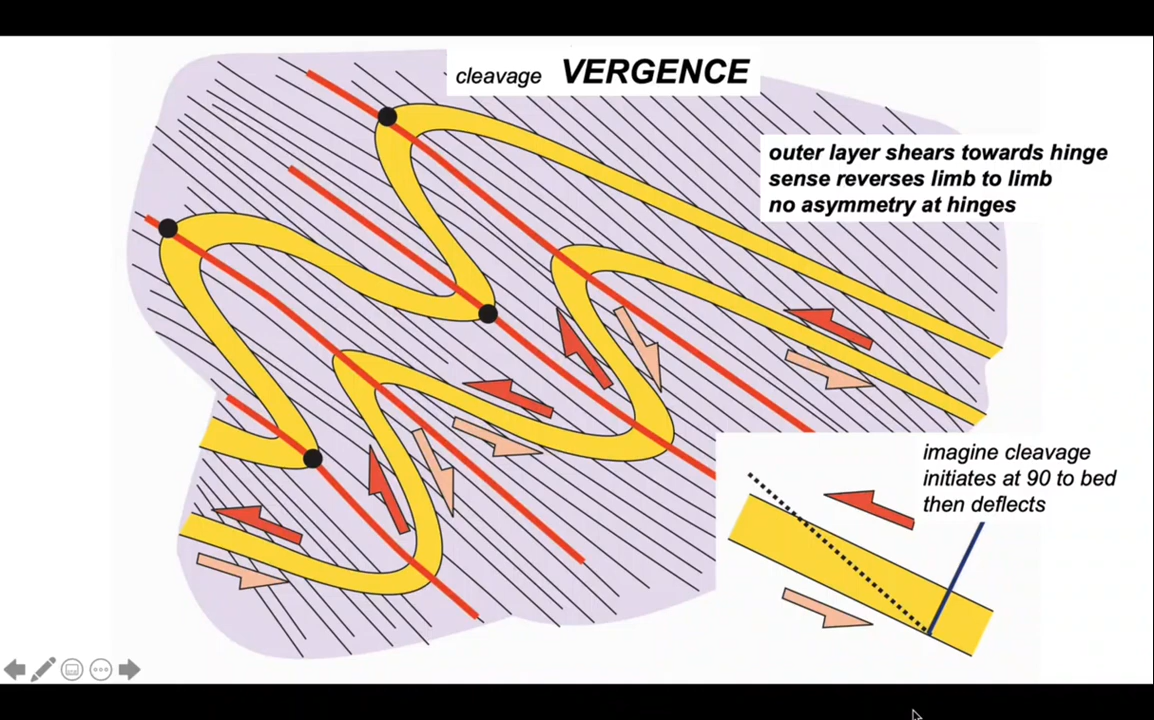 cleavage VERGENCE
outer layer shears towards hinge
sense reverses limb to limb
no asymmetry at hinges
imagine cleavage
initiates at 90 to bed
then deflects